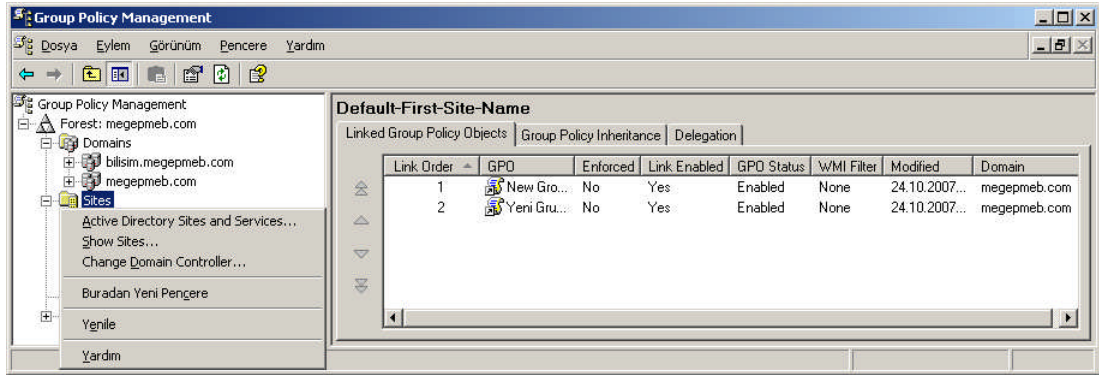 Group Policy Management
Dosya Eylem Görünüm Pencere Yardım
Group Policy Management
Forest: megepmeb.com
Domains
bilisim.megepmeb.com
megepmeb.com
Sites
Active Directory Sites and Services...
Show Sites...
Change Domain Controller...
Buradan Yeni Pencere
Yenile
Yardım
Default-First-Site-Name
Linked Group Policy Objects Group Policy Inheritance Delegation
Link Order GPO Enforced Link Enabled GPO Status WMI Filter Modified Domain
1 New Gro... No Yes Enabled None 24.10.2007... megepmeb.com
2 Yeni Gru... No Yes Enabled None 24.10.2007... megepmeb.com